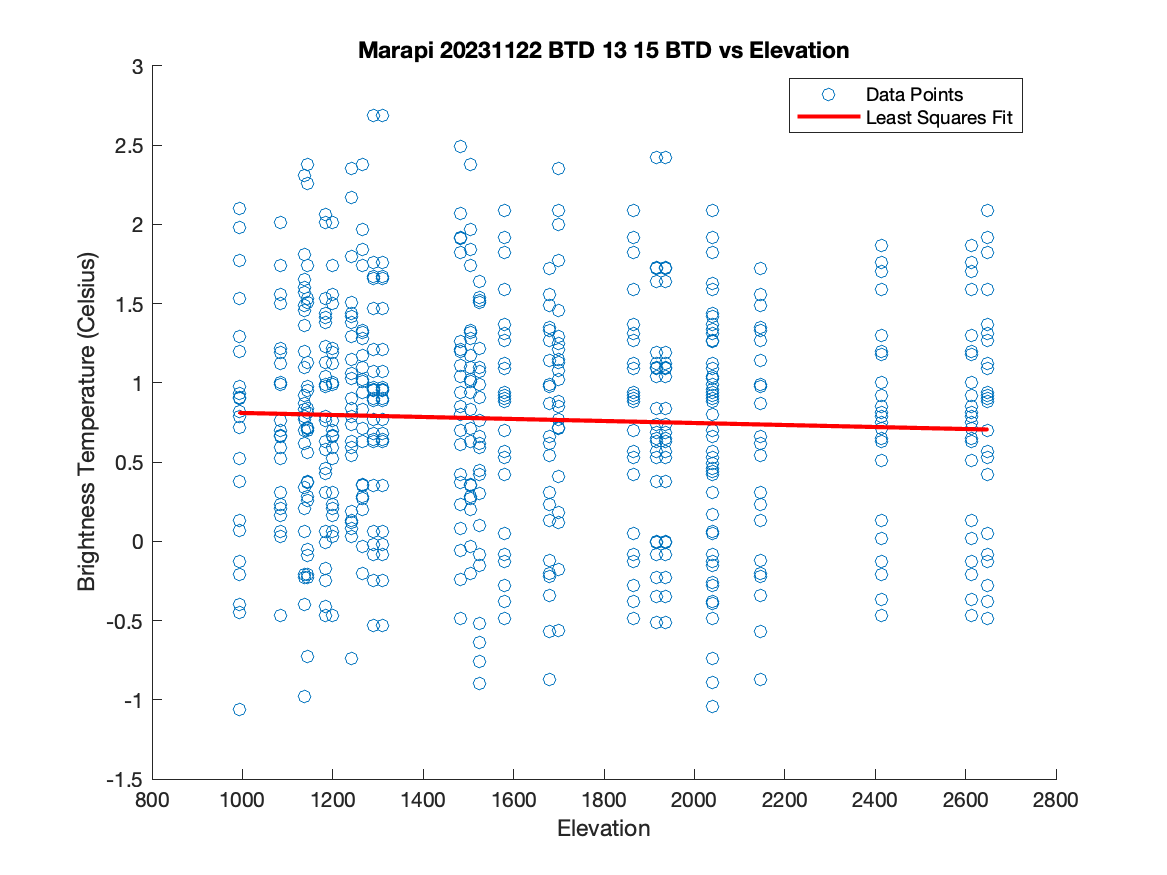 Marapi 20231122 BTD 13 15 BTD vs Elevation
3
2.5
2
1.5
1
0.5
0
-0.5
-1
-1.5
Brightness Temperature (Celsius)
Data Points
Least Squares Fit
800 1000 1200 1400 1600 1800 2000 2200 2400 2600 2800
Elevation